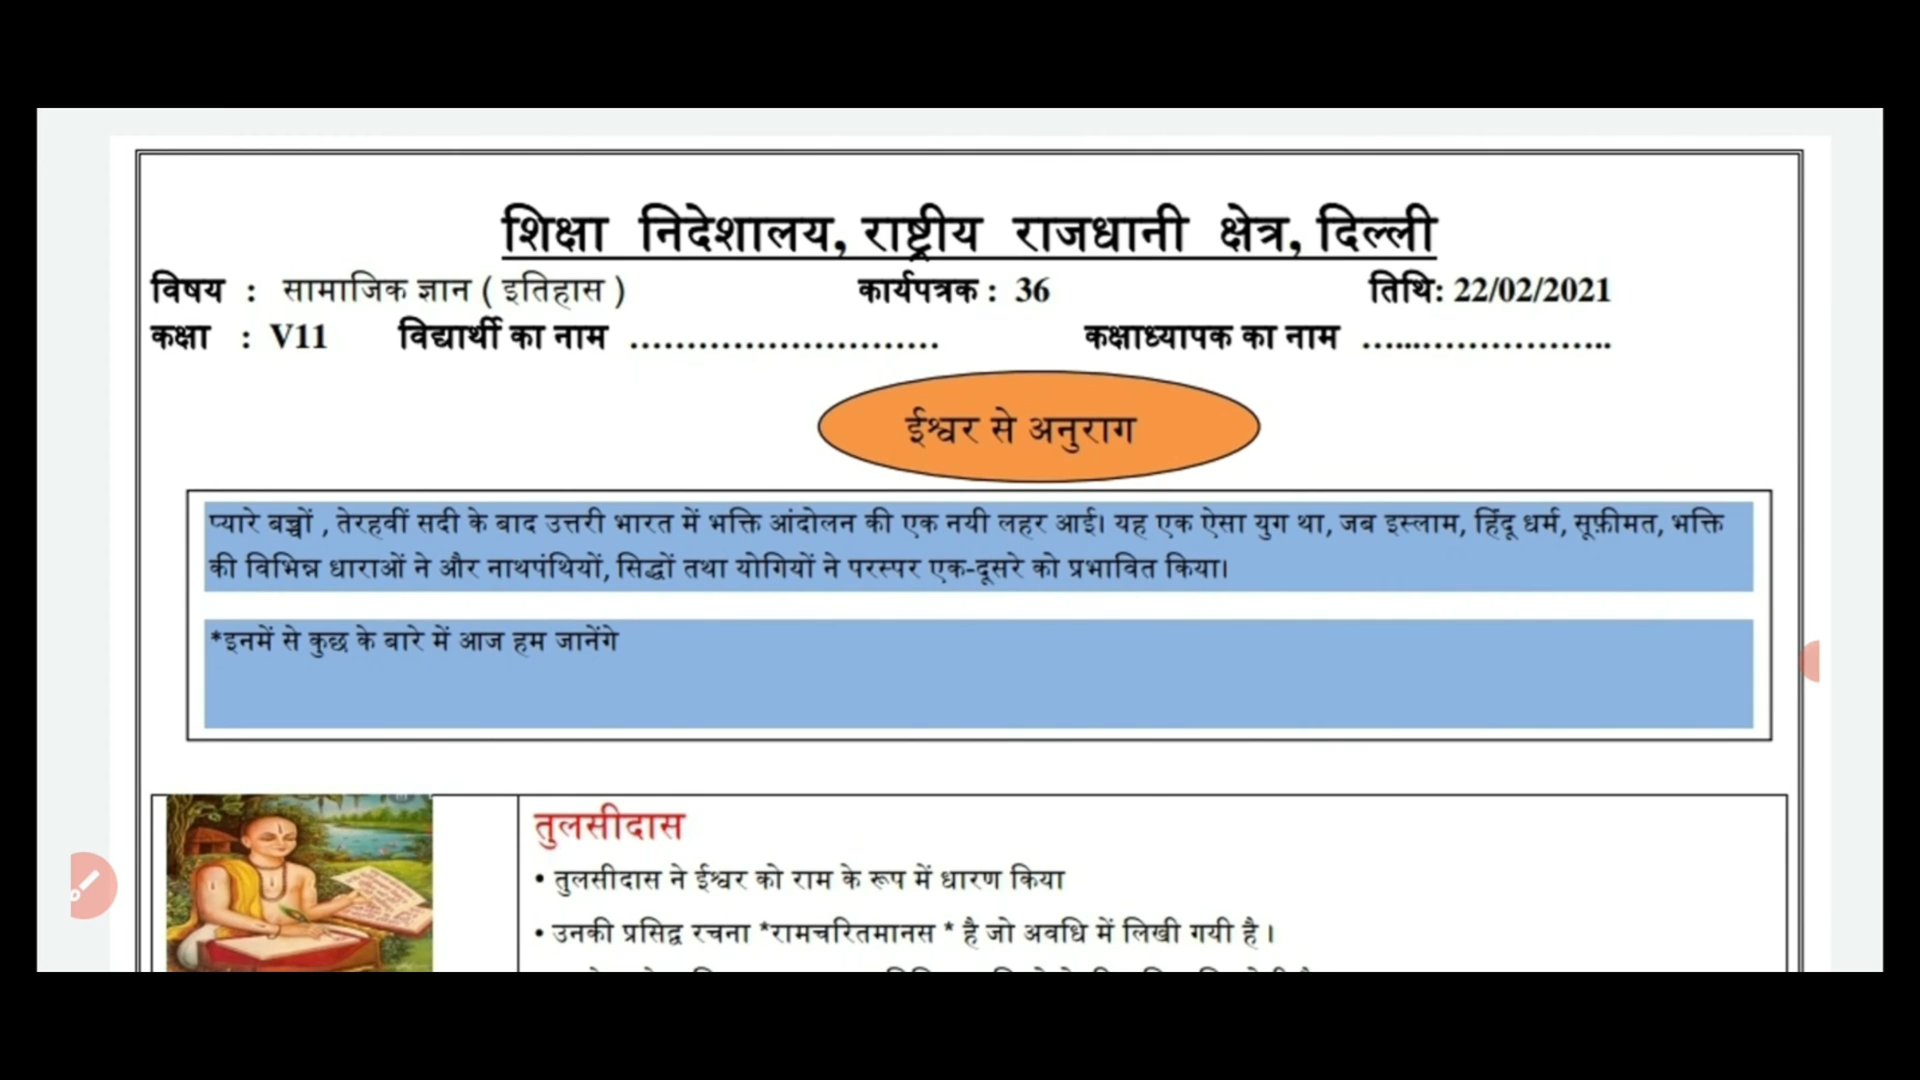 शिक्षा निदेशालय, राष्ट्रीय राजधानी क्षेत्र, दिल्ली
विषय : सामाजिक ज्ञान ( इतिहास ) कार्यपत्रक : 36 तिथि: 22/02/2021
कक्षा : V11 विद्यार्थी का नाम ........................... कक्षाध्यापक का नाम ........................
ईश्वर से अनुराग
प्यारे बच्चों , तेरहवीं सदी के बाद उत्तरी भारत में भक्ति आंदोलन की एक नयी लहर आई। यह एक ऐसा युग था, जब इस्लाम, हिंदू धर्म, सूफ़ीमत, भक्ति
की विभिन्न धाराओं ने और नाथपंथियों, सिद्धों तथा योगियों ने परस्पर एक-दूसरे को प्रभावित किया।
*इनमें से कुछ के बारे में आज हम जानेंगे
तुलसीदास
• तुलसीदास ने ईश्वर को राम के रूप में धारण किया
• उनकी प्रसिद्व रचना *रामचरितमानस * है जो अवधि में लिखी गयी है ।